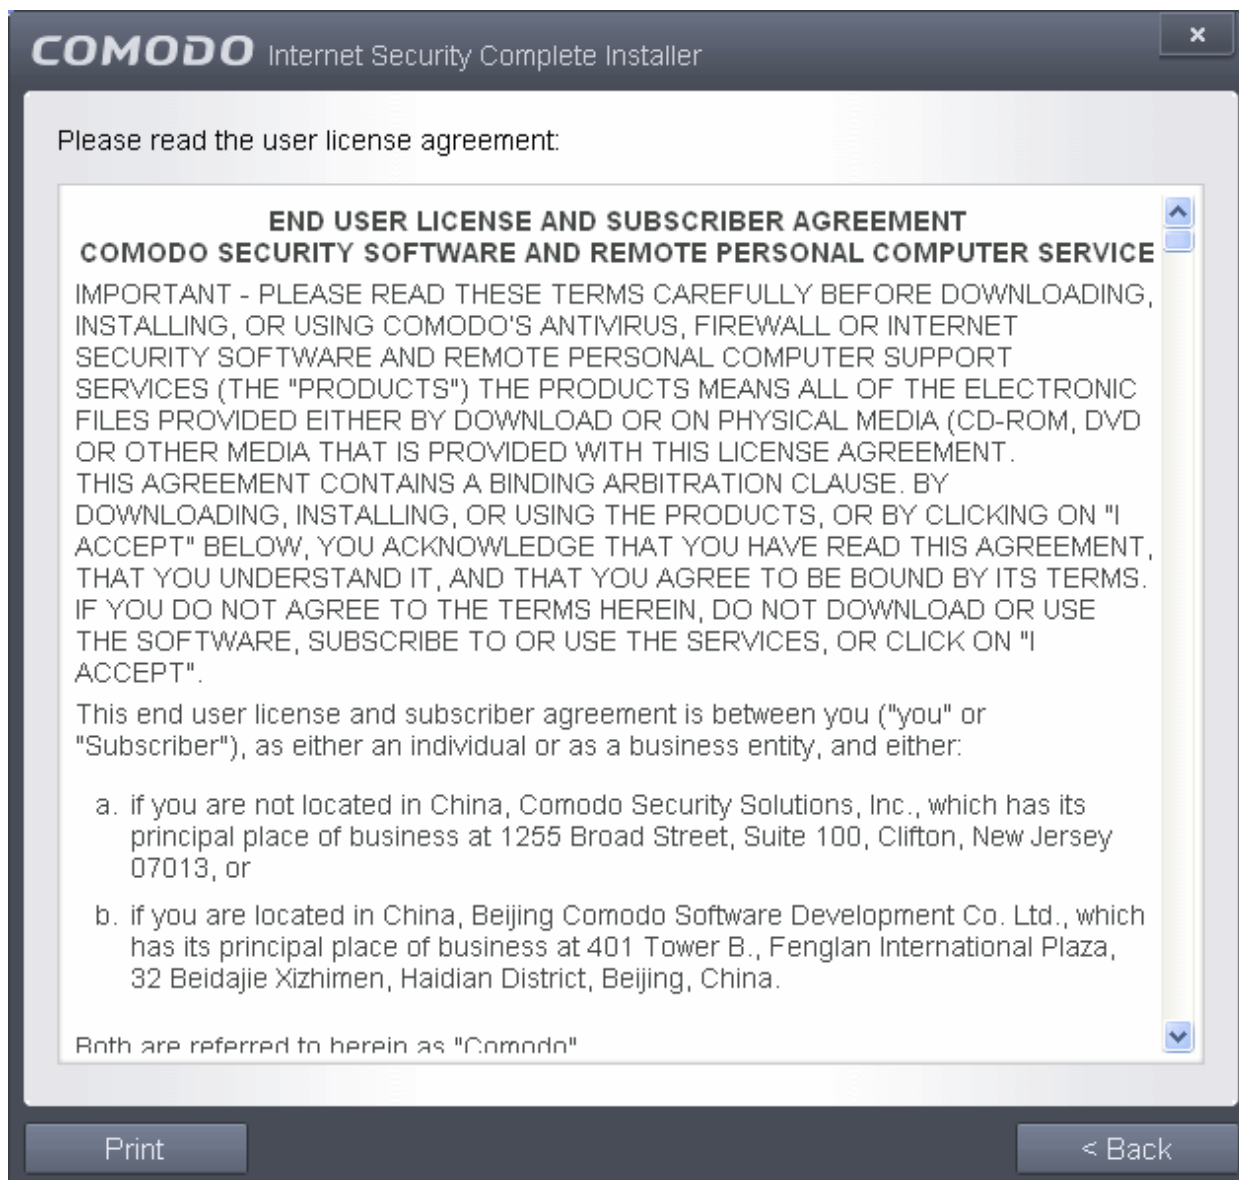 COMODO Internet Security Complete Installer
x
Please read the user license agreement:
END USER LICENSE AND SUBSCRIBER AGREEMENT
COMODO SECURITY SOFTWARE AND REMOTE PERSONAL COMPUTER SERVICE
IMPORTANT - PLEASE READ THESE TERMS CAREFULLY BEFORE DOWNLOADING,
INSTALLING, OR USING COMODO'S ANTIVIRUS, FIREWALL OR INTERNET
SECURITY SOFTWARE AND REMOTE PERSONAL COMPUTER SUPPORT
SERVICES (THE "PRODUCTS") THE PRODUCTS MEANS ALL OF THE ELECTRONIC
FILES PROVIDED EITHER BY DOWNLOAD OR ON PHYSICAL MEDIA (CD-ROM, DVD
OR OTHER MEDIA THAT IS PROVIDED WITH THIS LICENSE AGREEMENT.
THIS AGREEMENT CONTAINS A BINDING ARBITRATION CLAUSE. BY
DOWNLOADING, INSTALLING, OR USING THE PRODUCTS, OR BY CLICKING ON "I
ACCEPT" BELOW, YOU ACKNOWLEDGE THAT YOU HAVE READ THIS AGREEMENT,
THAT YOU UNDERSTAND IT, AND THAT YOU AGREE TO BE BOUND BY ITS TERMS.
IF YOU DO NOT AGREE TO THE TERMS HEREIN, DO NOT DOWNLOAD OR USE
THE SOFTWARE, SUBSCRIBE TO OR USE THE SERVICES, OR CLICK ON "I
ACCEPT".
This end user license and subscriber agreement is between you ("you" or
"Subscriber"), as either an individual or as a business entity, and either:
a. if you are not located in China, Comodo Security Solutions, Inc., which has its
principal place of business at 1255 Broad Street, Suite 100, Clifton, New Jersey
07013, or
b. if you are located in China, Beijing Comodo Software Development Co. Ltd., which
has its principal place of business at 401 Tower B., Fenglan International Plaza,
32 Beidajie Xizhimen, Haidian District, Beijing, China.
Both are referred to herein as "Comodo"
Print
< Back